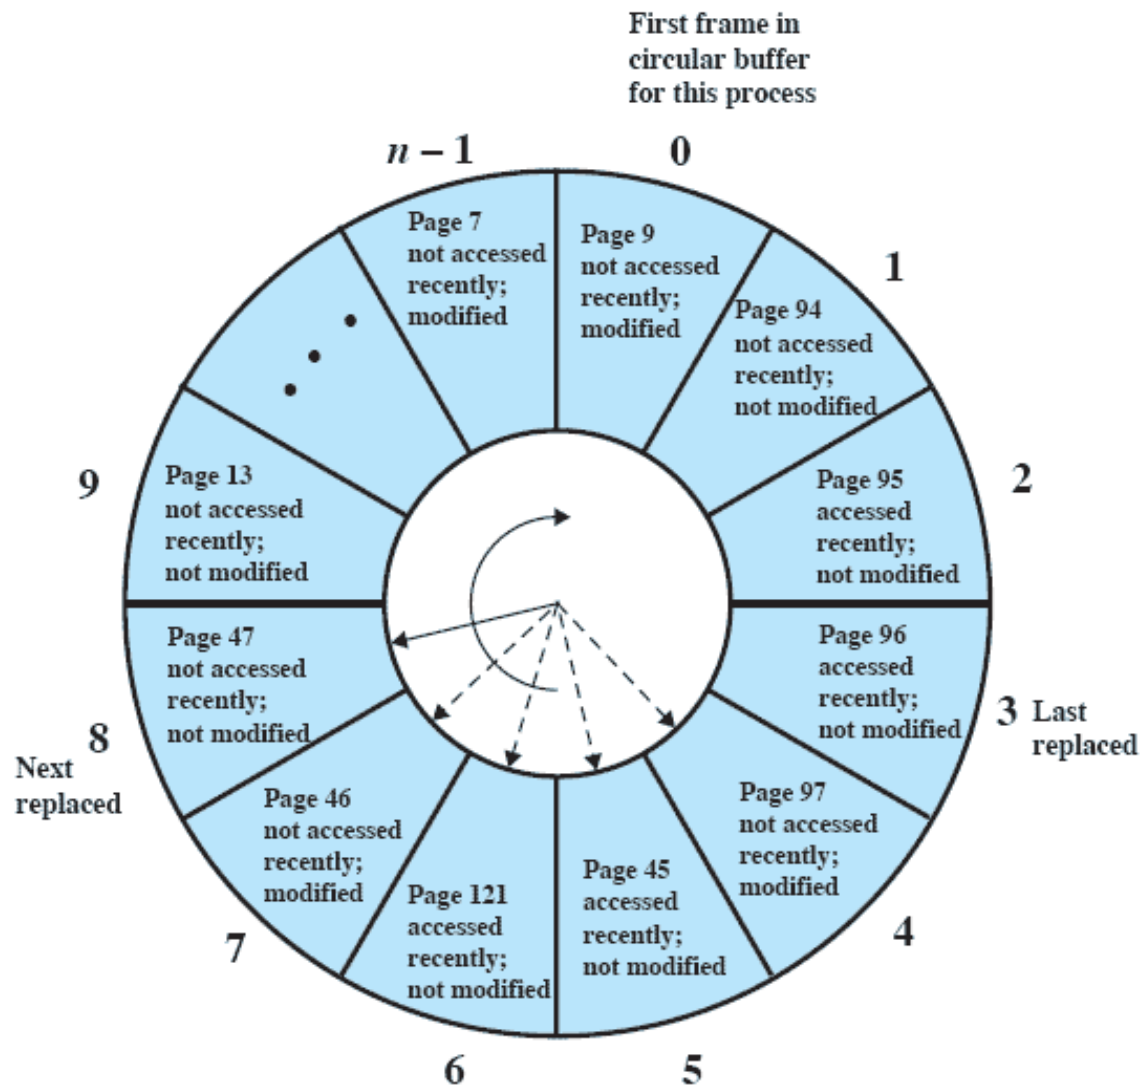 First frame in
circular buffer
for this process
n – 1
0
Page 7
not accessed
recently;
modified
Page 9
not accessed
recently;
modified
1
Page 94
not accessed
recently;
not modified
2
Page 95
accessed
recently;
not modified
3
Last
replaced
Page 96
accessed
recently;
not modified
4
Page 97
not accessed
recently;
modified
5
Page 45
accessed
recently;
not modified
6
Page 121
accessed
recently;
not modified
7
Page 46
not accessed
recently;
modified
8
Next
replaced
Page 47
not accessed
recently;
not modified
9
Page 13
not accessed
recently;
not modified